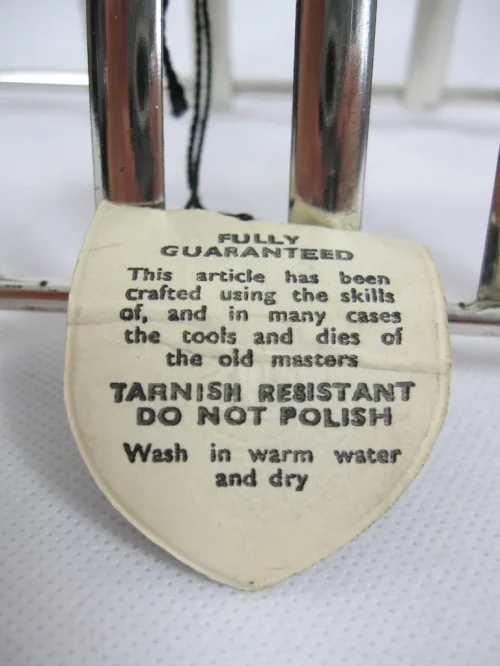 FULLY
GUARANTEED
This article has been
crafted using the skills
of, and in many cases
the tools and dies of
the old masters
TARNISH RESISTANT
DO NOT POLISH
Wash in warm water
and dry